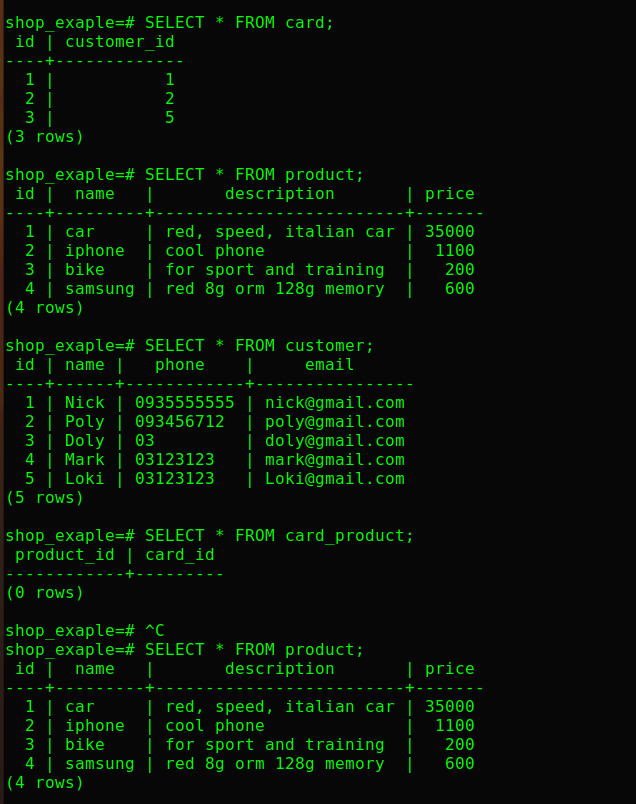 shop_exaple=# SELECT * FROM card;
 id | customer_id
----+-------------
  1 |           1
  2 |           2
  3 |           5
(3 rows)

shop_exaple=# SELECT * FROM product;
 id |  name   |       description       | price
----+---------+-------------------------+-------
  1 | car     | red, speed, italian car | 35000
  2 | iphone  | cool phone              |  1100
  3 | bike    | for sport and training  |   200
  4 | samsung | red 8g orm 128g memory  |   600
(4 rows)

shop_exaple=# SELECT * FROM customer;
 id | name |   phone    |     email
----+------+------------+----------------
  1 | Nick | 0935555555 | nick@gmail.com
  2 | Poly | 093456712  | poly@gmail.com
  3 | Doly | 03         | doly@gmail.com
  4 | Mark | 03123123   | mark@gmail.com
  5 | Loki | 03123123   | Loki@gmail.com
(5 rows)

shop_exaple=# SELECT * FROM card_product;
 product_id | card_id
------------+---------
(0 rows)

shop_exaple=# ^C
shop_exaple=# SELECT * FROM product;
 id |  name   |       description       | price
----+---------+-------------------------+-------
  1 | car     | red, speed, italian car | 35000
  2 | iphone  | cool phone              |  1100
  3 | bike    | for sport and training  |   200
  4 | samsung | red 8g orm 128g memory  |   600
(4 rows)